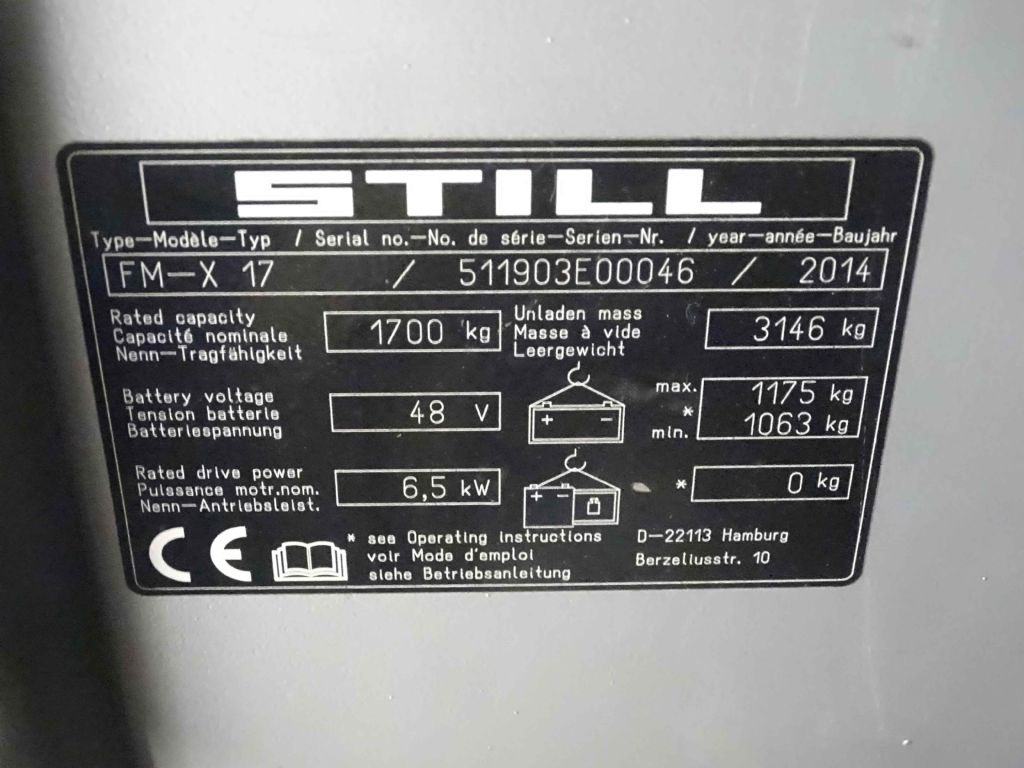 STILL
Type—Modèle—Typ / Serial no.—No. de série—Serien—Nr. / year—année—Baujahr
FM—X 17 / 511903E00046 / 2014
Rated capacity
Capacité nominale
Nenn—Tragfähigkeit
1700 kg
Unladen mass
Masse à vide
Leergewicht
3146 kg
Battery voltage
Tension batterie
Batteriespannung
48 V
+ −
max. 1175 kg
*
min. 1063 kg
Rated drive power
Puissance motr.nom.
Nenn—Antriebsleist.
6,5 kW
+ −
* 0 kg
CE
* see Operating instructions
voir Mode d'emploi
siehe Betriebsanleitung
D—22113 Hamburg
Berzeliusstr. 10